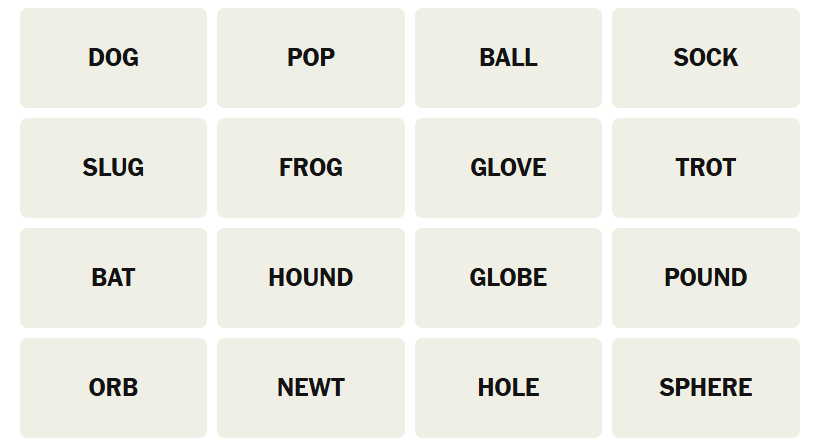 DOG POP BALL SOCK
SLUG FROG GLOVE TROT
BAT HOUND GLOBE POUND
ORB NEWT HOLE SPHERE